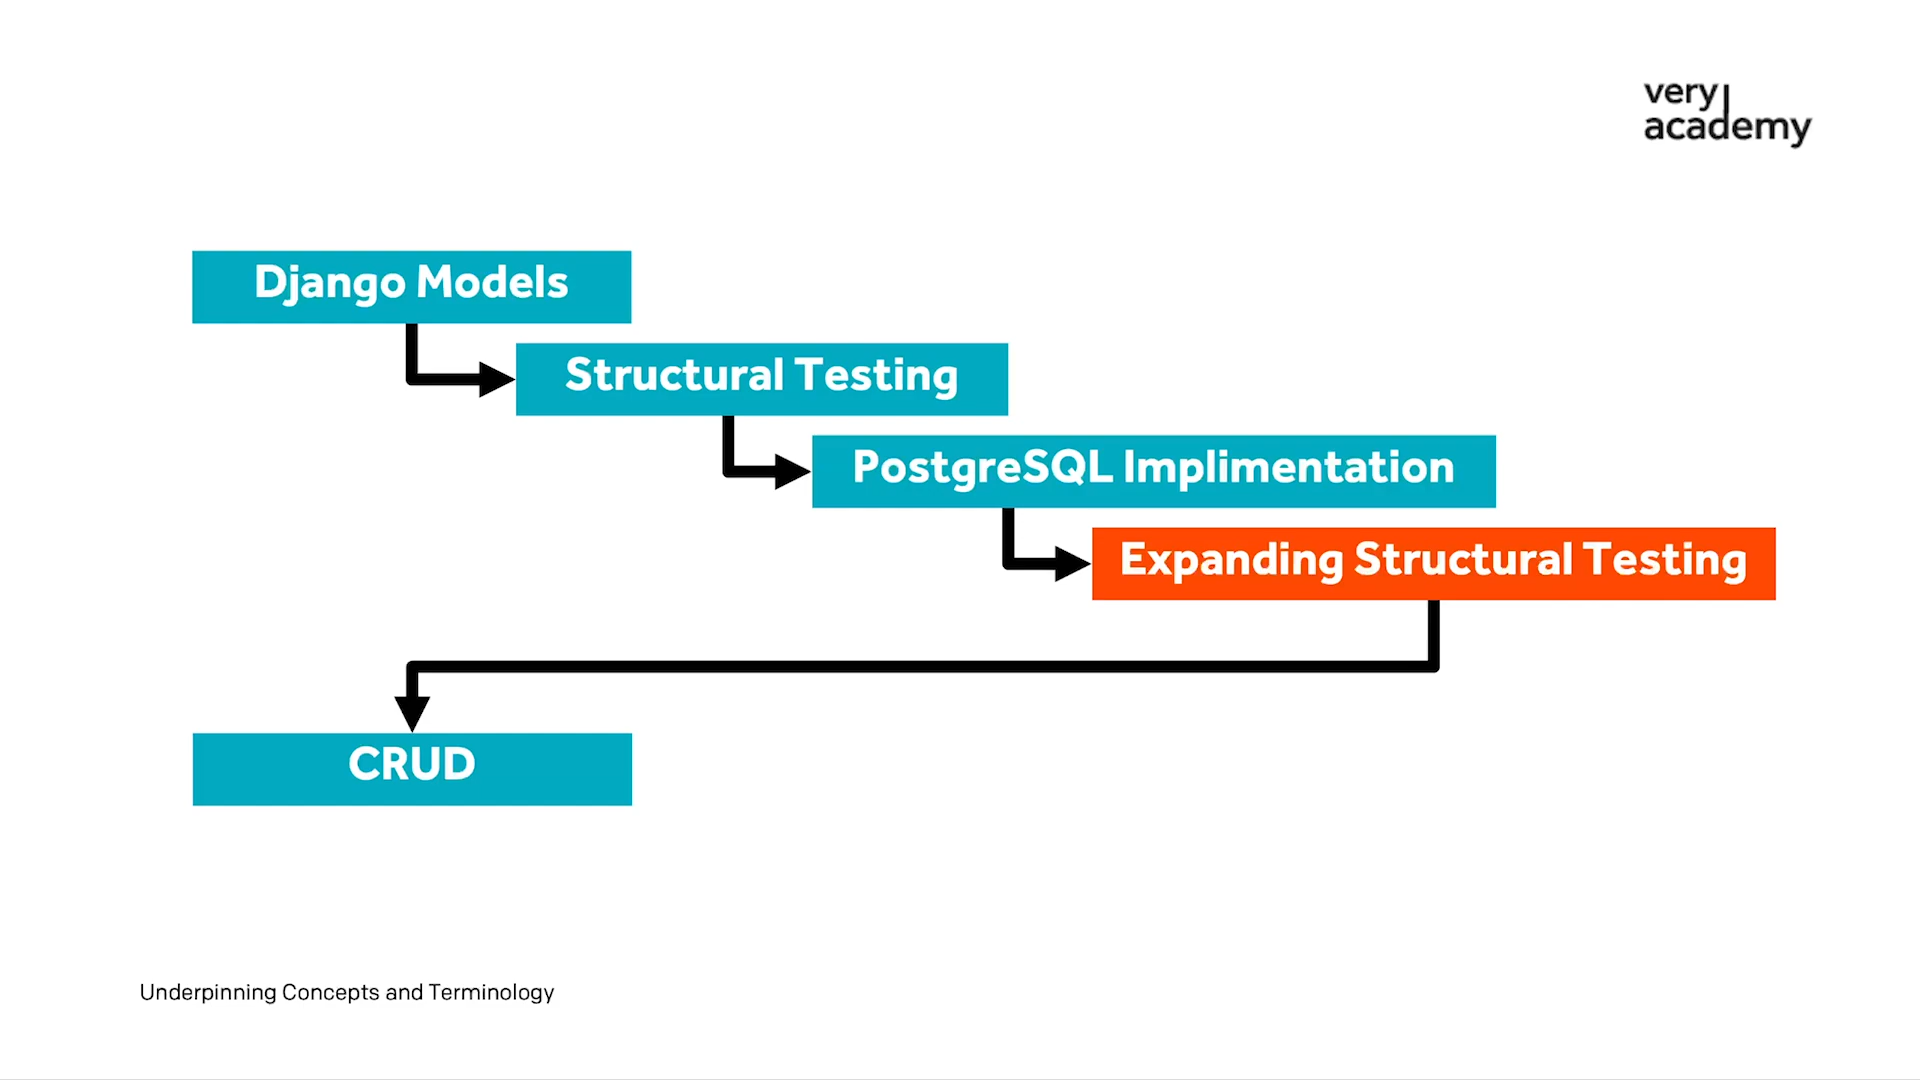 very
academy
Django Models
Structural Testing
PostgreSQL Implimentation
Expanding Structural Testing
CRUD
Underpinning Concepts and Terminology